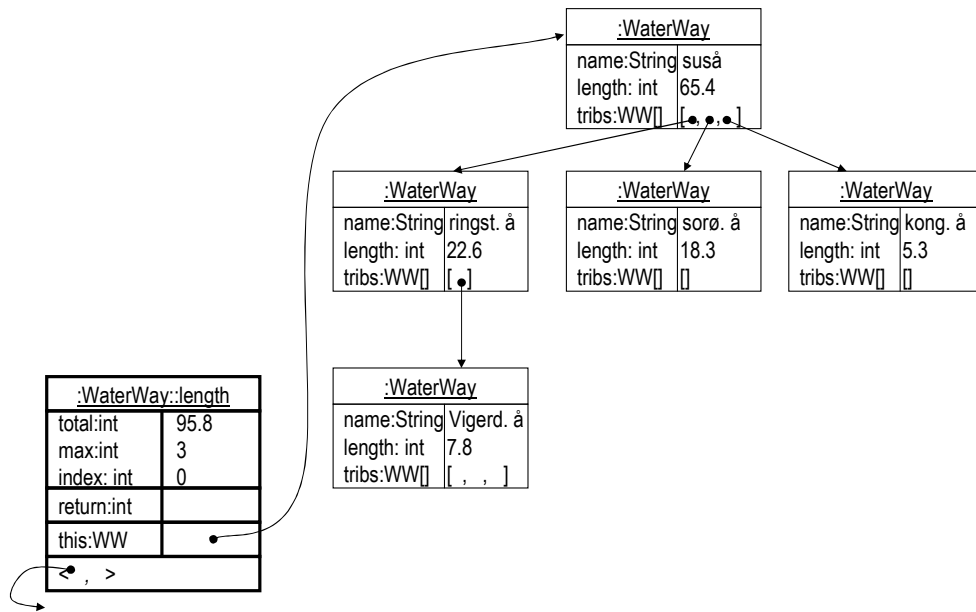 :WaterWay
name:String suså
length: int 65.4
tribs:WW[] [ , , ]
:WaterWay
name:String ringst. å
length: int 22.6
tribs:WW[] [ ]
:WaterWay
name:String sorø. å
length: int 18.3
tribs:WW[] []
:WaterWay
name:String kong. å
length: int 5.3
tribs:WW[] []
:WaterWay
name:String Vigerd. å
length: int 7.8
tribs:WW[] [ , , ]
:WaterWay::length
total:int 95.8
max:int 3
index: int 0
return:int
this:WW
< , >